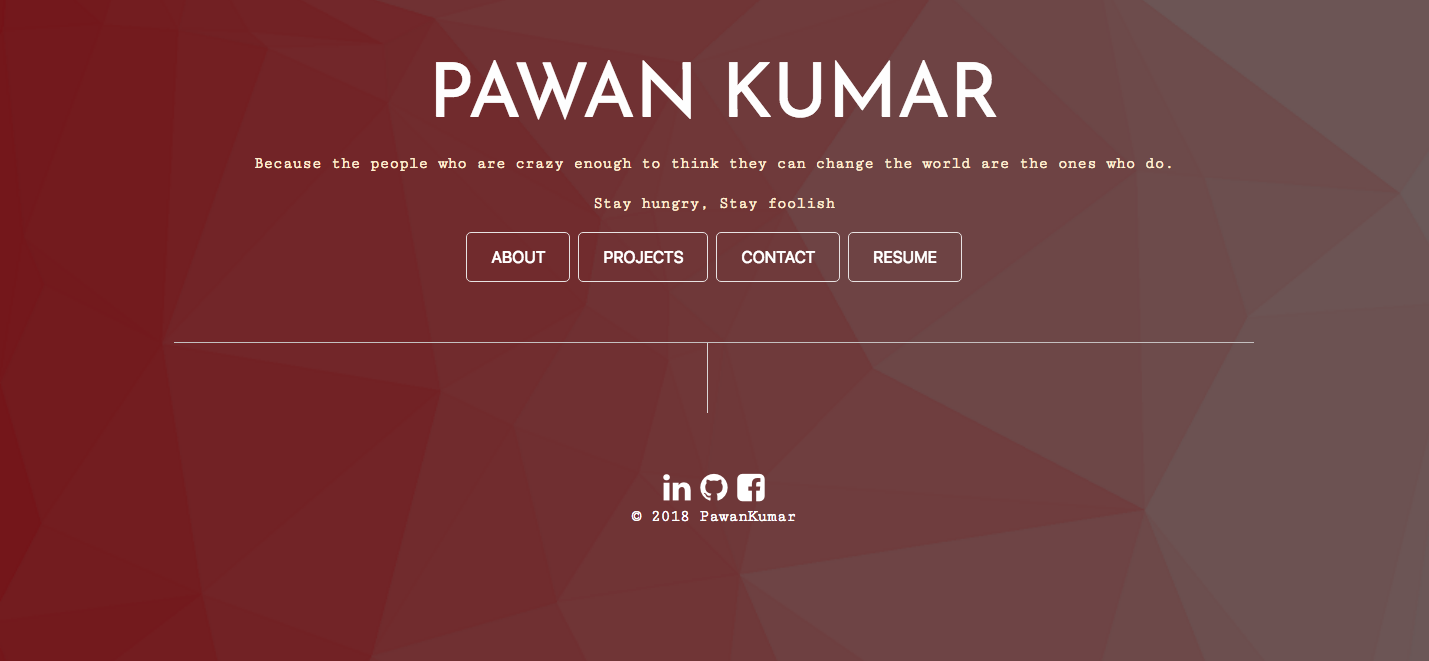 PAWAN KUMAR
Because the people who are crazy enough to think they can change the world are the ones who do.
Stay hungry, Stay foolish
ABOUT PROJECTS CONTACT RESUME
in
© 2018 PawanKumar